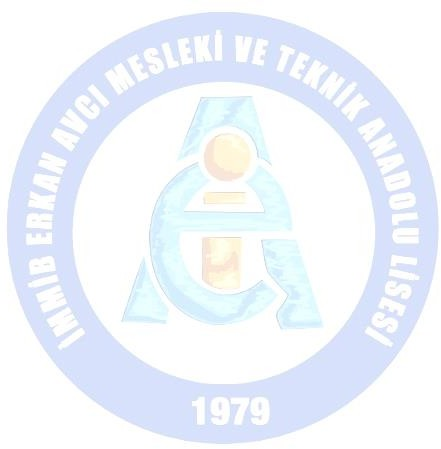 İMMİB ERKAN AVCI MESLEKİ VE TEKNİK ANADOLU LİSESİ
1979